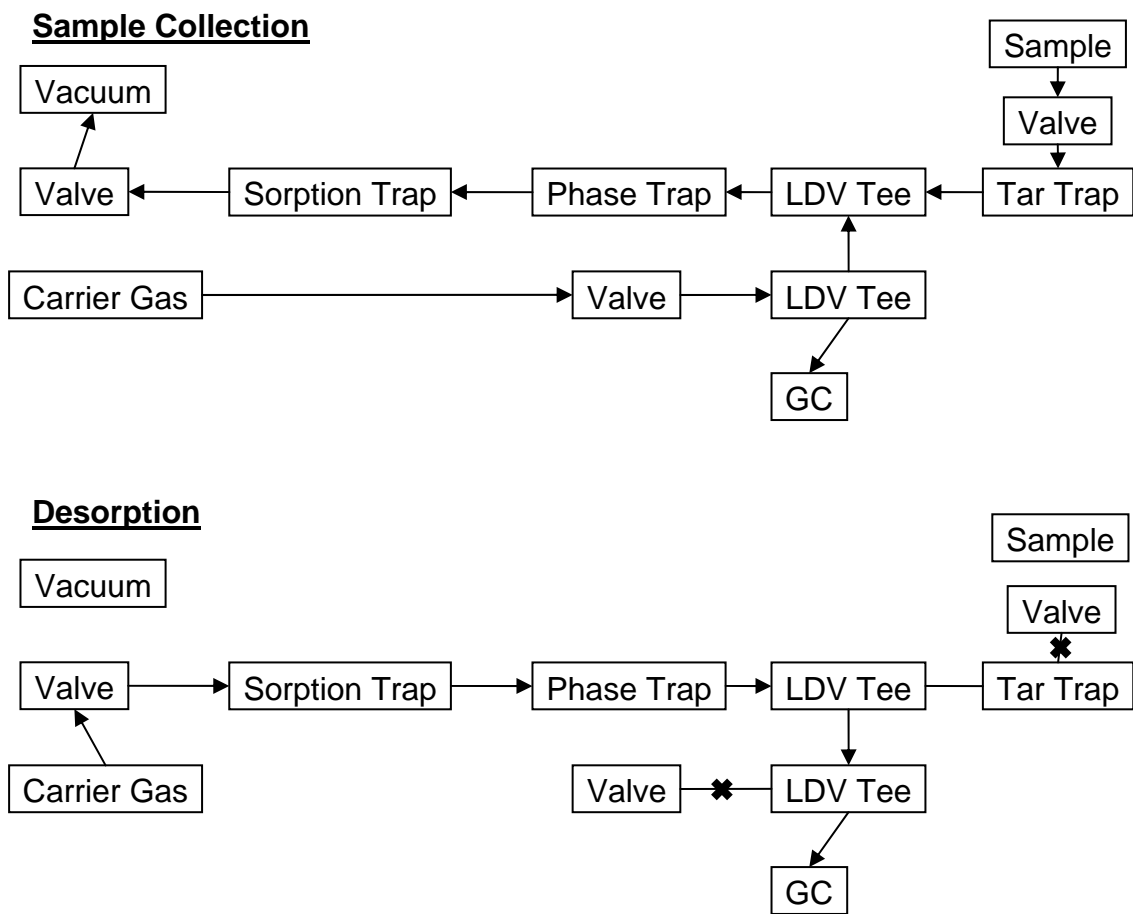 Sample Collection
Sample
Vacuum
Valve
Valve
Sorption Trap
Phase Trap
LDV Tee
Tar Trap
Carrier Gas
Valve
LDV Tee
GC
Desorption
Sample
Vacuum
Valve
Valve
Sorption Trap
Phase Trap
LDV Tee
Tar Trap
Carrier Gas
Valve
LDV Tee
GC